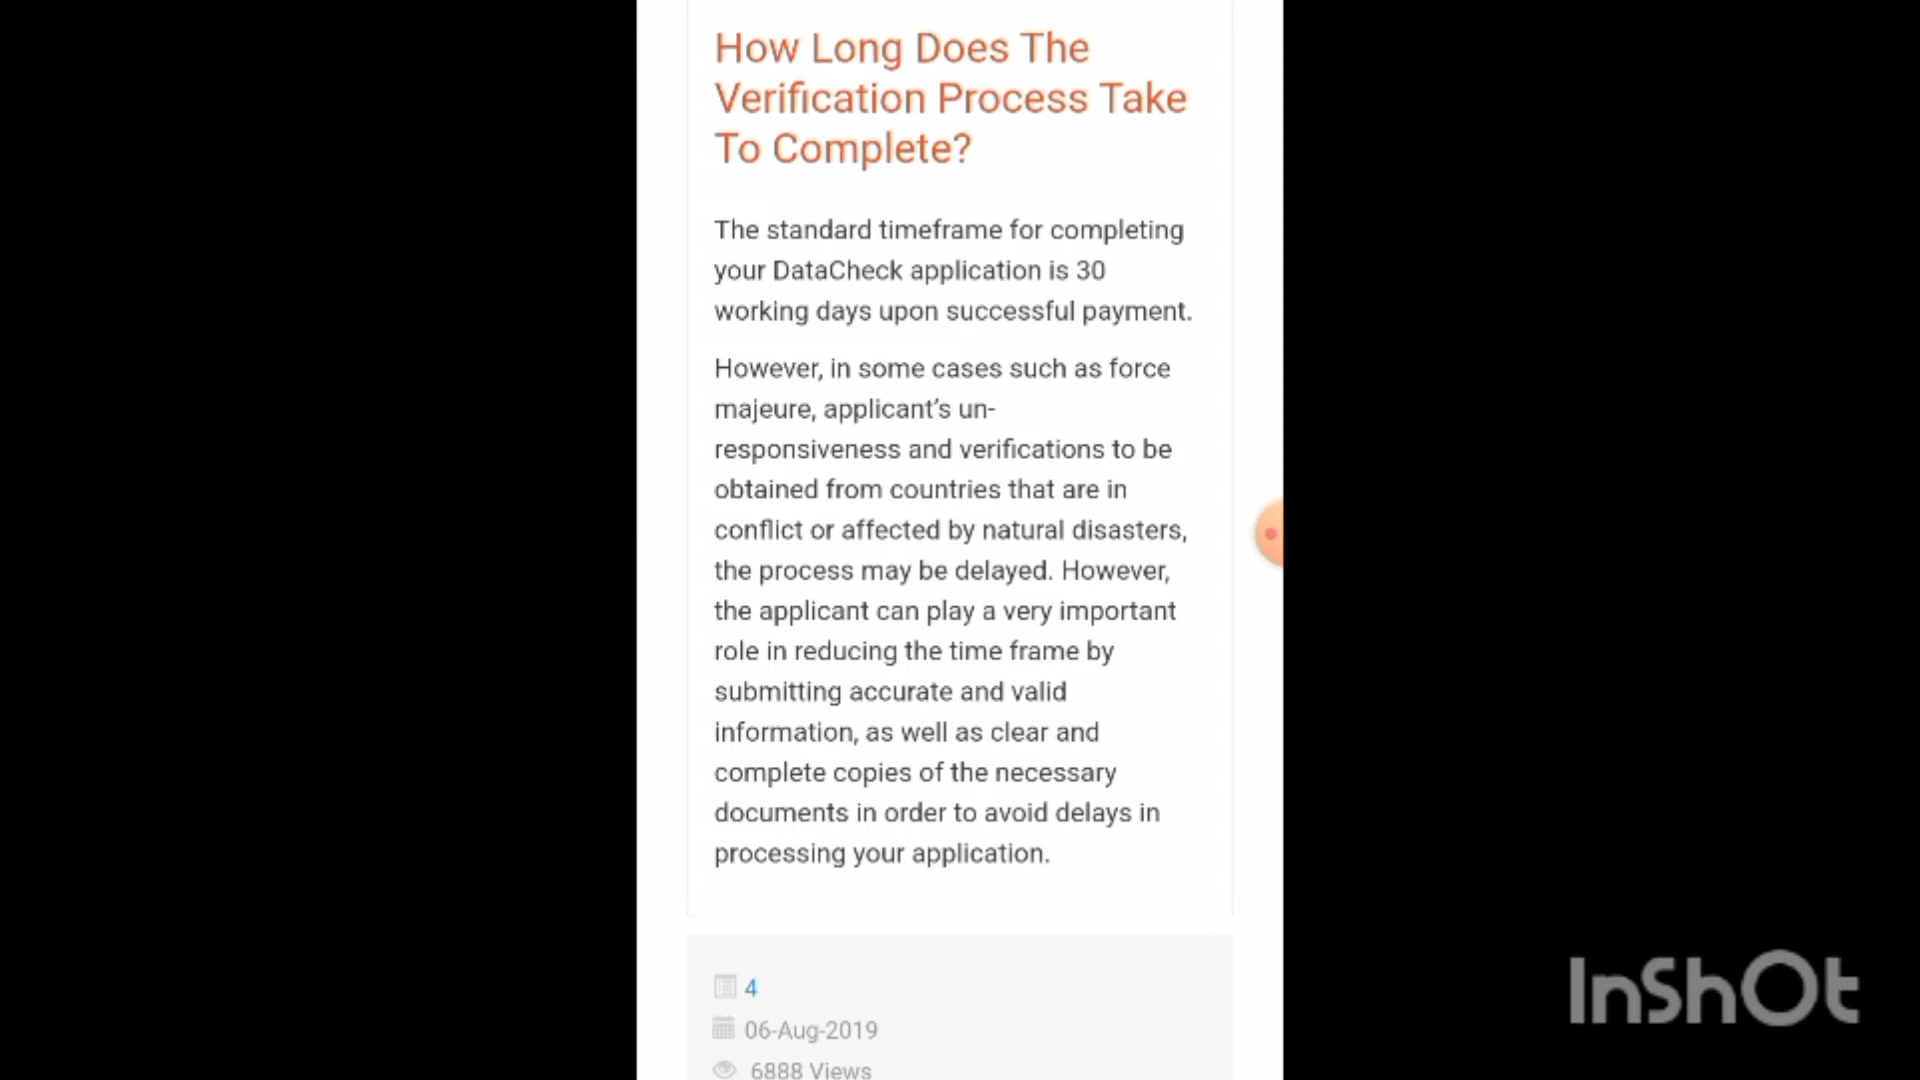 How Long Does The
Verification Process Take
To Complete?
The standard timeframe for completing
your DataCheck application is 30
working days upon successful payment.
However, in some cases such as force
majeure, applicant’s un-
responsiveness and verifications to be
obtained from countries that are in
conflict or affected by natural disasters,
the process may be delayed. However,
the applicant can play a very important
role in reducing the time frame by
submitting accurate and valid
information, as well as clear and
complete copies of the necessary
documents in order to avoid delays in
processing your application.
4
06-Aug-2019
6888 Views
InShOt